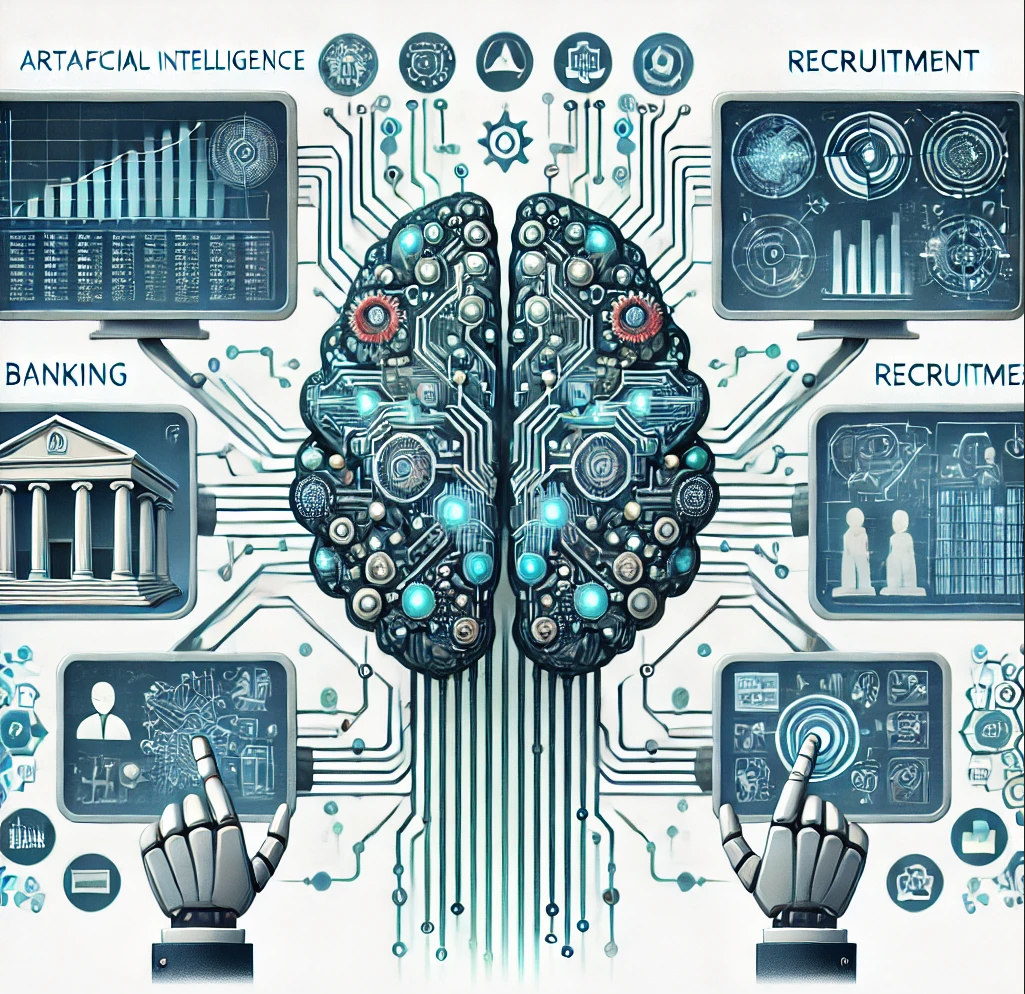 ARTAFCIAL INTELLIGENCE
RECRUITMENT
BANKING
RECRUITME